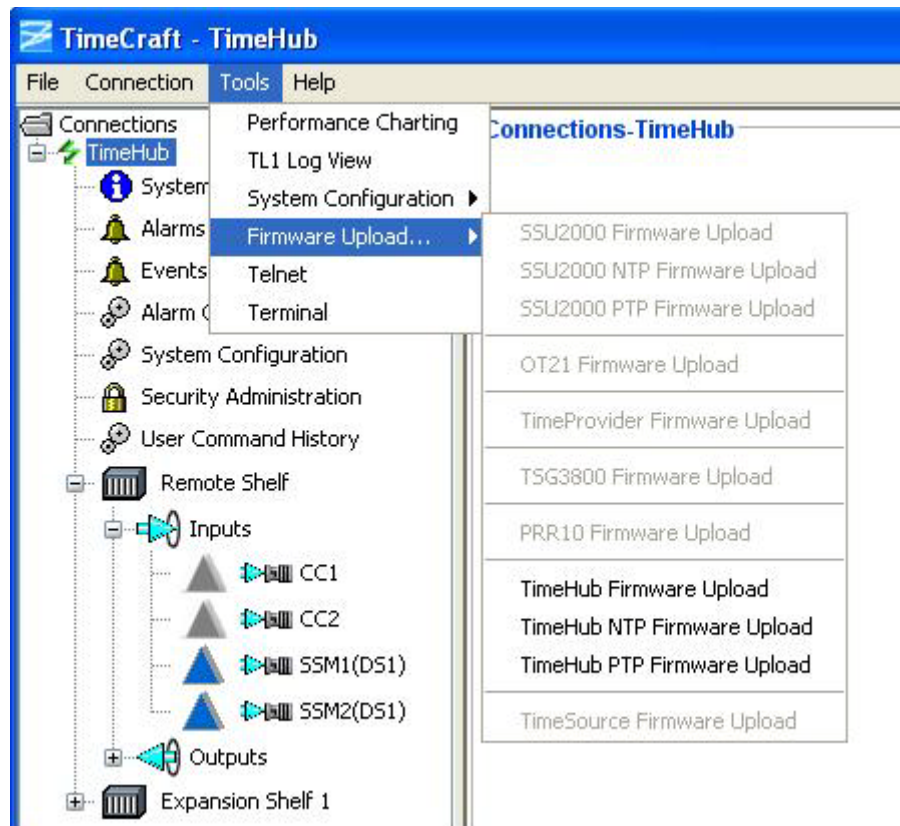 TimeCraft - TimeHub
File Connection Tools Help
Connections
TimeHub
System
Alarms
Events
Alarm
System Configuration
Security Administration
User Command History
Remote Shelf
Inputs
CC1
CC2
SSM1(DS1)
SSM2(DS1)
Outputs
Expansion Shelf 1
Performance Charting
TL1 Log View
System Configuration
Firmware Upload...
Telnet
Terminal
Connections-TimeHub
SSU2000 Firmware Upload
SSU2000 NTP Firmware Upload
SSU2000 PTP Firmware Upload
OT21 Firmware Upload
TimeProvider Firmware Upload
TSG3800 Firmware Upload
PRR10 Firmware Upload
TimeHub Firmware Upload
TimeHub NTP Firmware Upload
TimeHub PTP Firmware Upload
TimeSource Firmware Upload